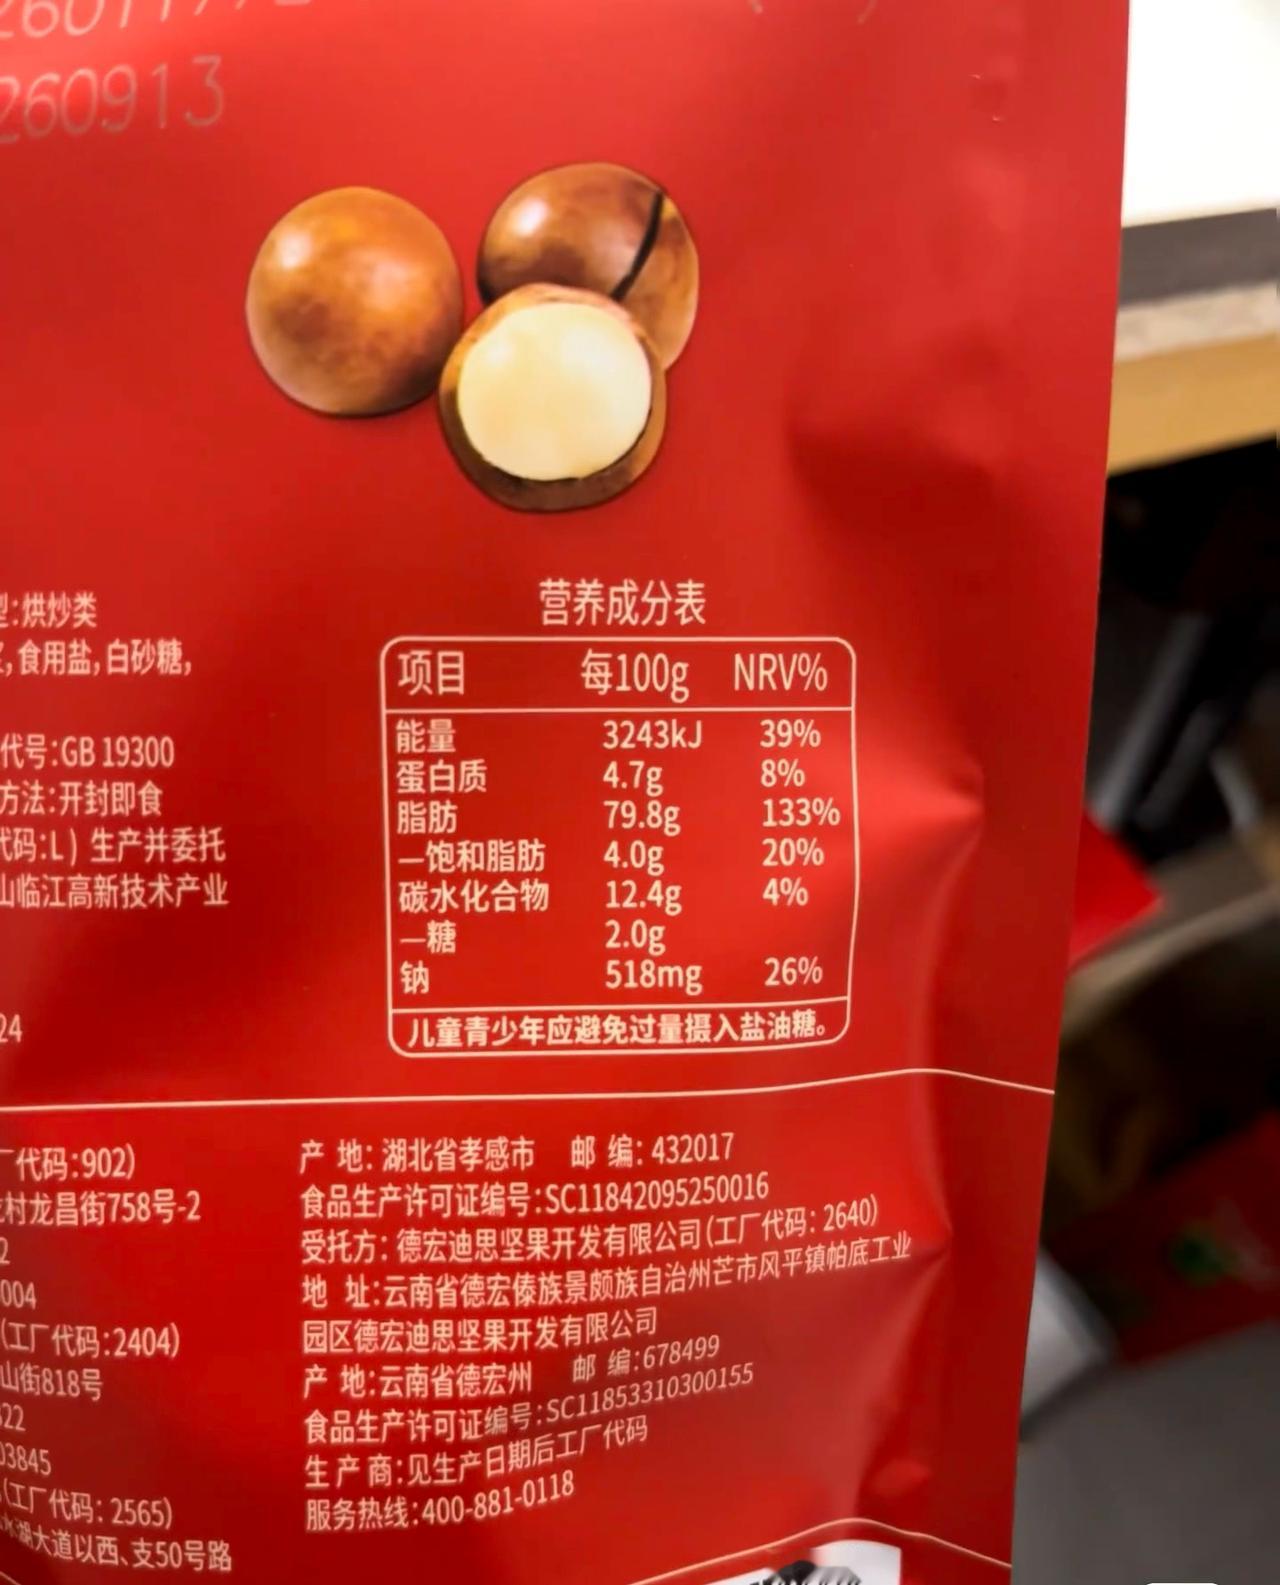 260913
型:烘炒类
,食用盐,白砂糖,
代号:GB 19300
方法:开封即食
代码:L) 生产并委托
山临江高新技术产业
24
营养成分表
项目 每100g NRV%
能量 3243kJ 39%
蛋白质 4.7g 8%
脂肪 79.8g 133%
—饱和脂肪 4.0g 20%
碳水化合物 12.4g 4%
—糖 2.0g
钠 518mg 26%
儿童青少年应避免过量摄入盐油糖。
厂代码:902)
村龙昌街758号-2
2
004
(工厂代码:2404)
山街818号
322
03845
(工厂代码: 2565)
水湖大道以西、支50号路
产 地: 湖北省孝感市 邮 编: 432017
食品生产许可证编号:SC11842095250016
受托方: 德宏迪思坚果开发有限公司(工厂代码: 2640)
地 址:云南省德宏傣族景颇族自治州芒市风平镇帕底工业
园区德宏迪思坚果开发有限公司
产 地:云南省德宏州 邮 编:678499
食品生产许可证编号:SC11853310300155
生产商:见生产日期后工厂代码
服务热线:400-881-0118